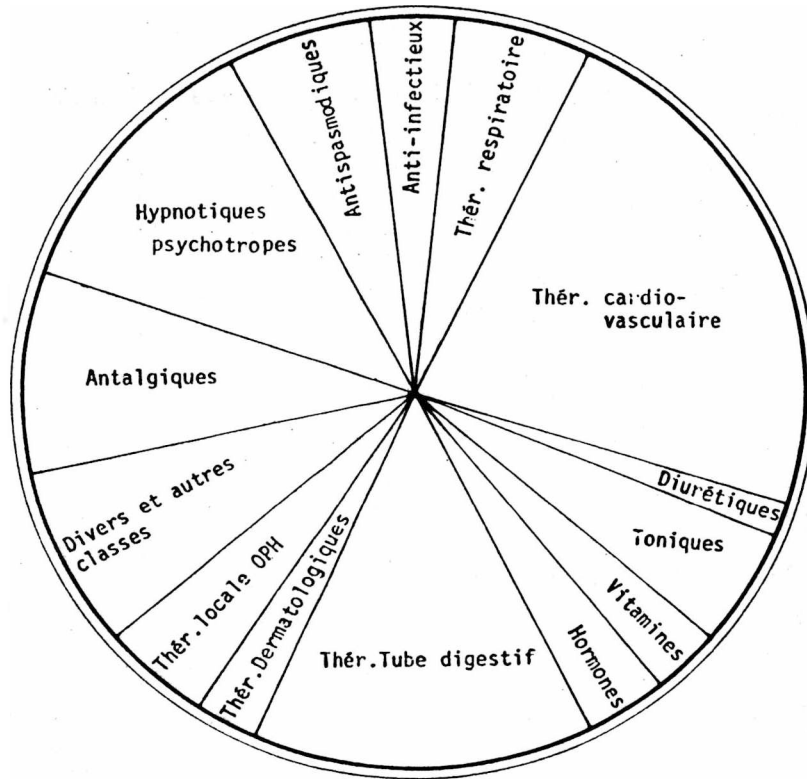 Antispasmodiques
Anti-infectieux
Thér. respiratoire
Hypnotiques
psychotropes
Thér. cardio-
vasculaire
Antalgiques
Diurétiques
Toniques
Divers et autres
classes
Vitamines
Thér.locale OPH
Hormones
Thér.Dermatologiques
Thér.Tube digestif